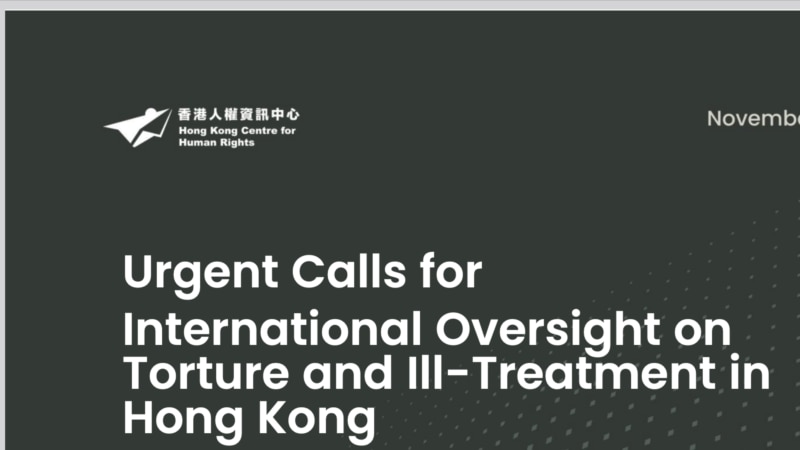 香港人權資訊中心
Hong Kong Centre for
Human Rights
Urgent Calls for
International Oversight on
Torture and Ill-Treatment in
Hong Kong